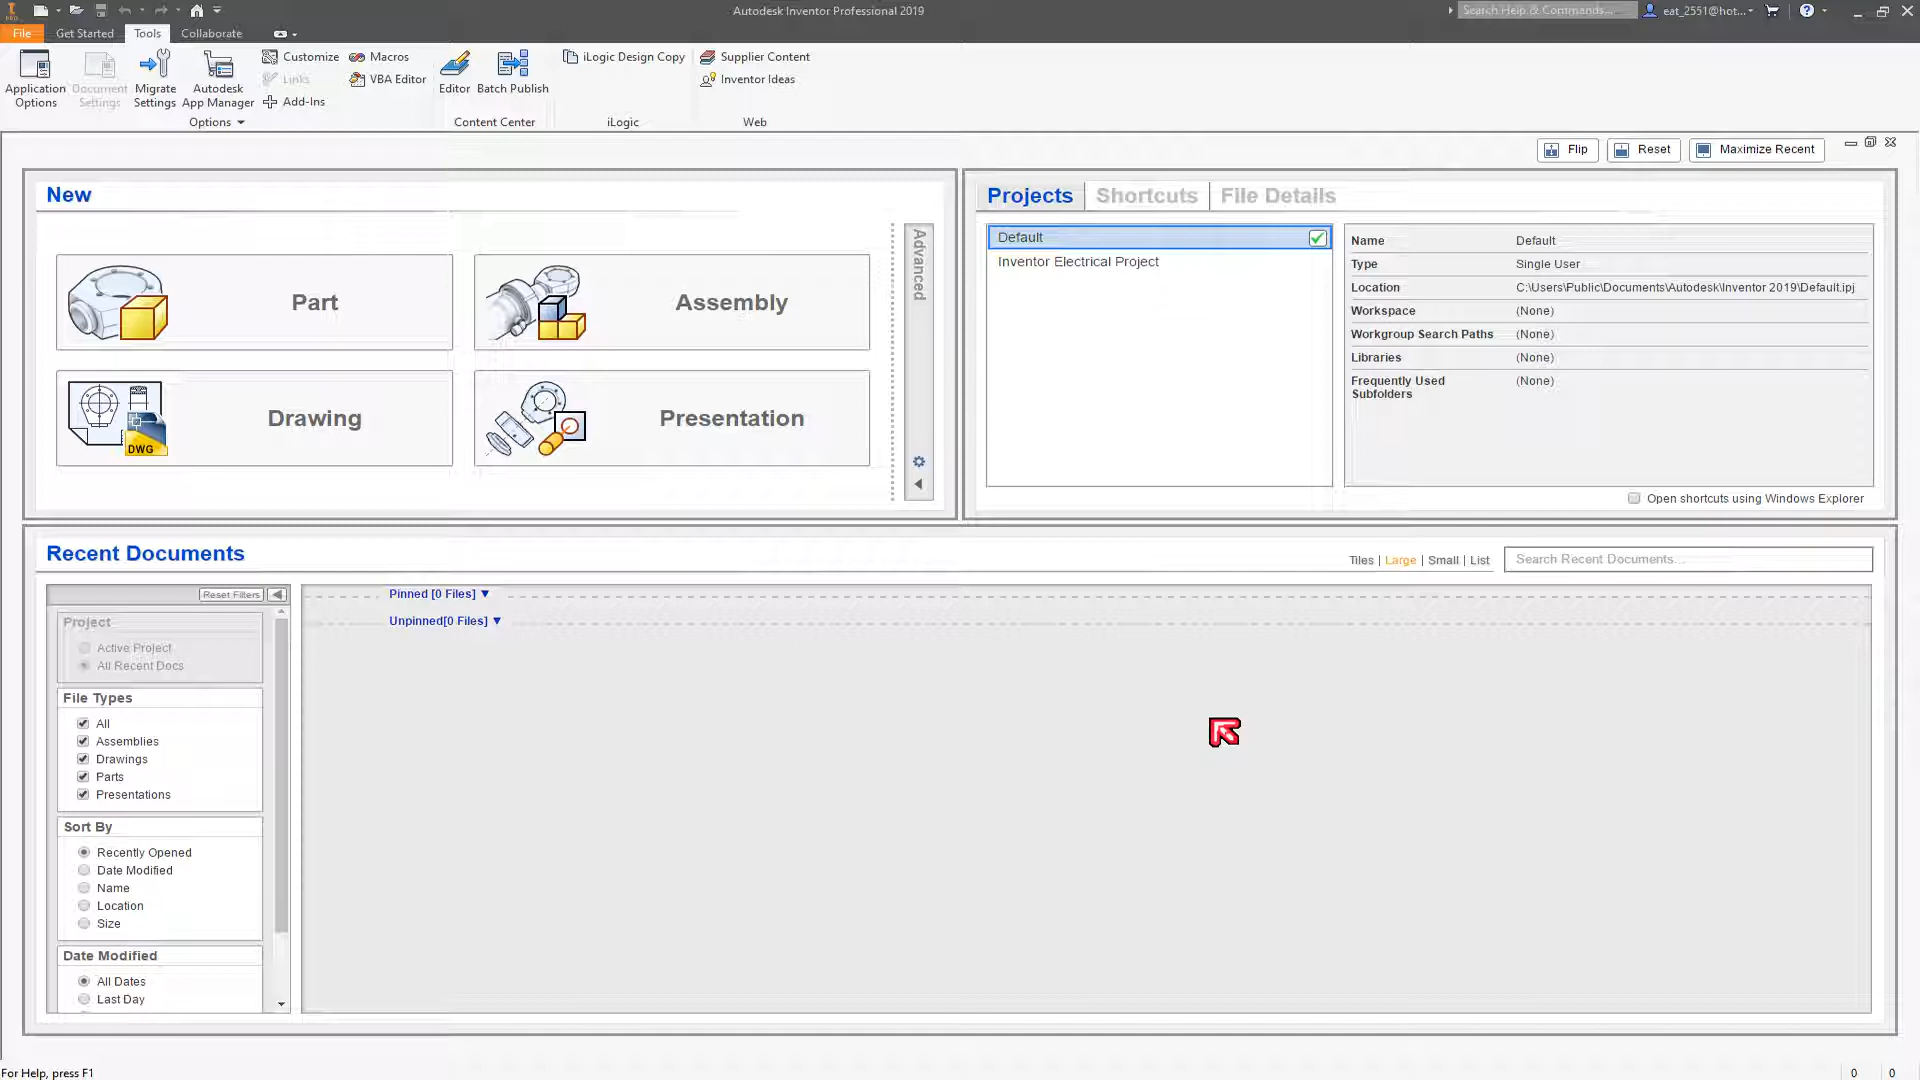 Autodesk Inventor Professional 2019
Search Help & Commands...
eat_2551@hot...
File
Get Started
Tools
Collaborate
Application Options
Document Settings
Migrate Settings
Autodesk App Manager
Customize
Links
Add-Ins
Macros
VBA Editor
Options
Editor
Batch Publish
Content Center
iLogic Design Copy
iLogic
Supplier Content
Inventor Ideas
Web
Flip
Reset
Maximize Recent
New
Part
Assembly
Drawing
DWG
Presentation
Advanced
Projects
Shortcuts
File Details
Default
Inventor Electrical Project
Name Default
Type Single User
Location C:\Users\Public\Documents\Autodesk\Inventor 2019\Default.ipj
Workspace (None)
Workgroup Search Paths (None)
Libraries (None)
Frequently Used Subfolders (None)
Open shortcuts using Windows Explorer
Recent Documents
Tiles | Large | Small | List
Search Recent Documents...
Reset Filters
Project
Active Project
All Recent Docs
File Types
All
Assemblies
Drawings
Parts
Presentations
Sort By
Recently Opened
Date Modified
Name
Location
Size
Date Modified
All Dates
Last Day
Pinned [0 Files]
Unpinned[0 Files]
For Help, press F1
0 0